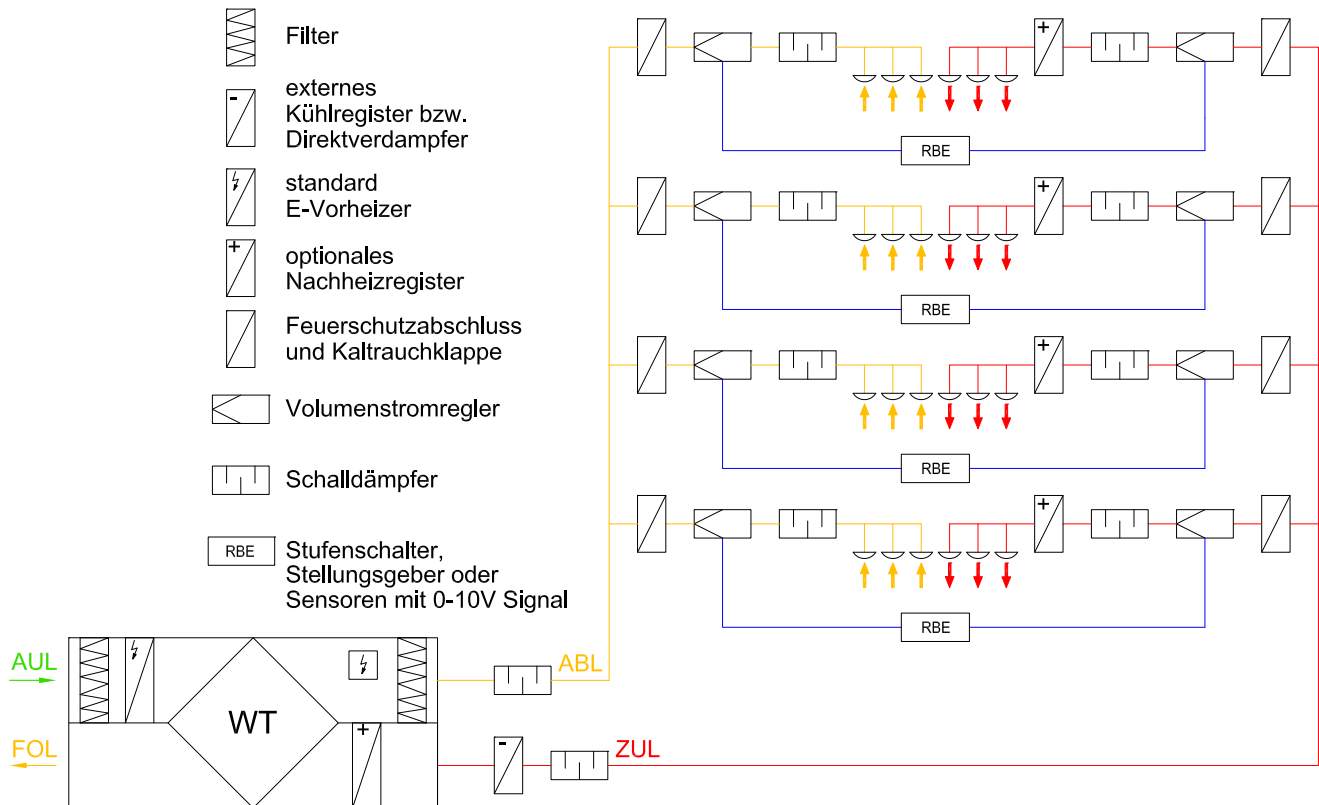 Filter
externes
Kühlregister bzw.
Direktverdampfer
standard
E-Vorheizer
optionales
Nachheizregister
Feuerschutzabschluss
und Kaltrauchklappe
Volumenstromregler
Schalldämpfer
RBE
Stufenschalter,
Stellungsgeber oder
Sensoren mit 0-10V Signal
RBE
RBE
RBE
RBE
AUL
FOL
WT
ABL
ZUL